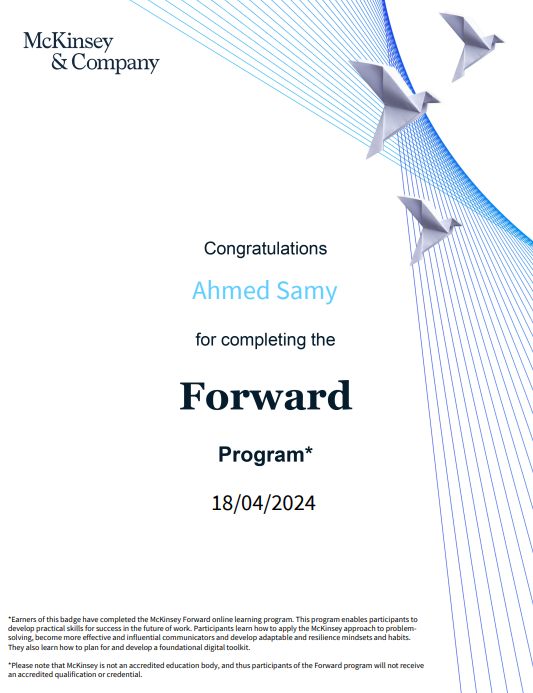 McKinsey
& Company
Congratulations
Ahmed Samy
for completing the
Forward
Program*
18/04/2024
*Earners of this badge have completed the McKinsey Forward online learning program. This program enables participants to
develop practical skills for success in the future of work. Participants learn how to apply the McKinsey approach to problem-
solving, become more effective and influential communicators and develop adaptable and resilience mindsets and habits.
They also learn how to plan for and develop a foundational digital toolkit.
*Please note that McKinsey is not an accredited education body, and thus participants of the Forward program will not receive
an accredited qualification or credential.